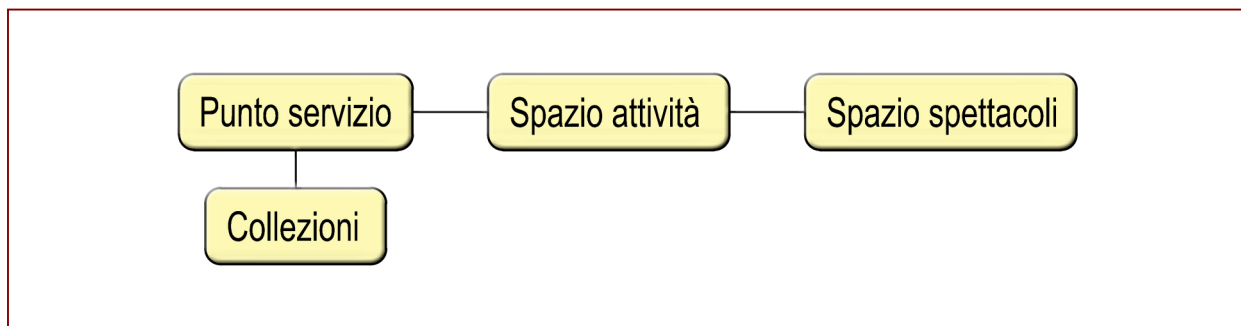 Punto servizio
Spazio attività
Spazio spettacoli
Collezioni